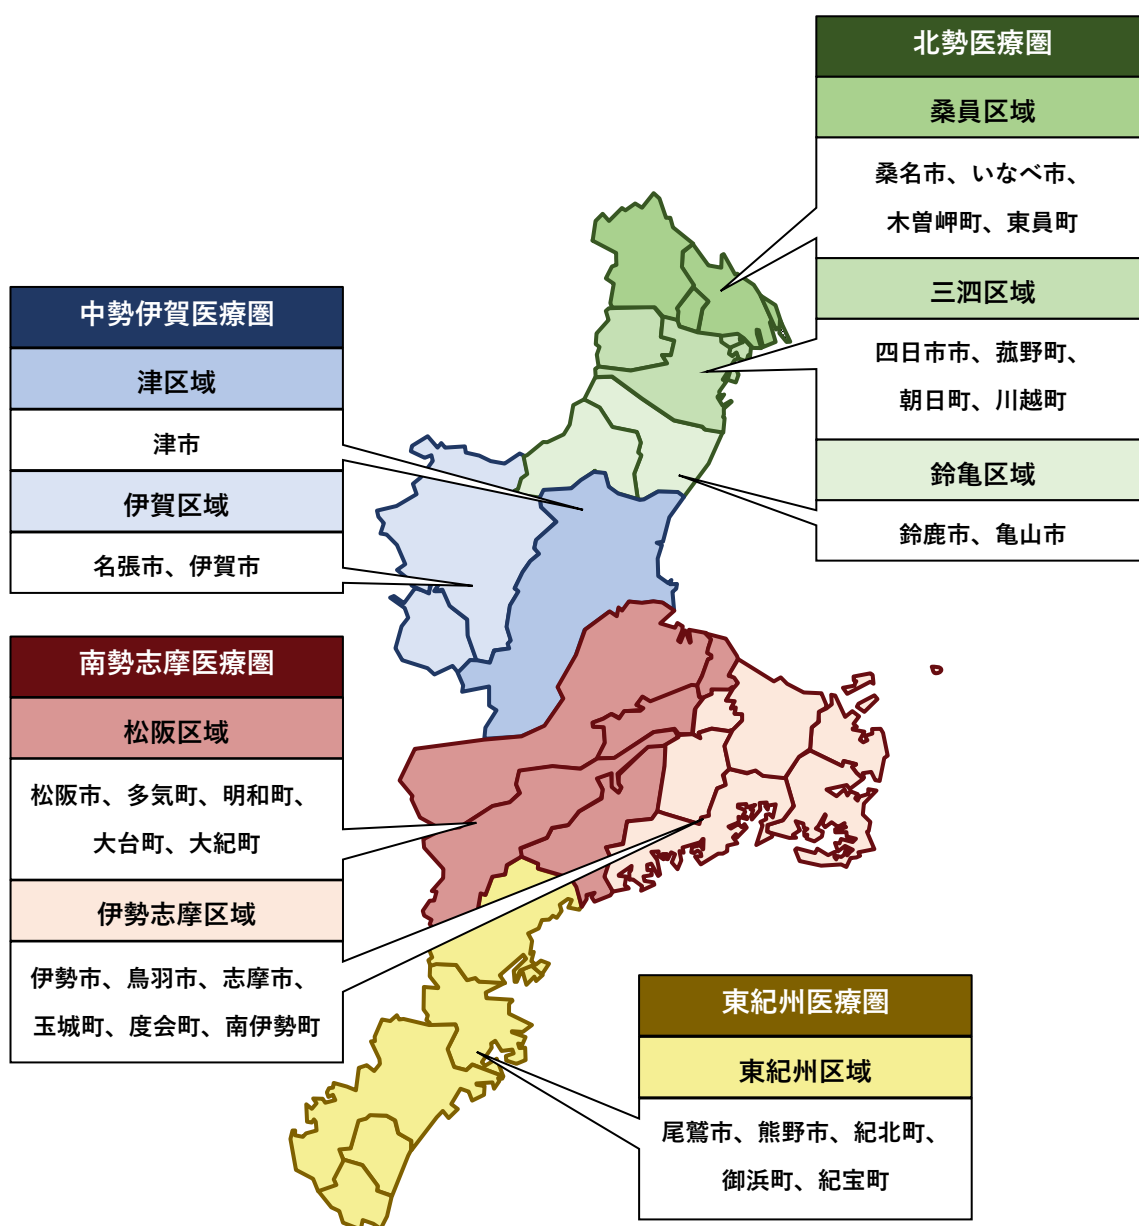 北勢医療圏
桑員区域
桑名市、いなべ市、
木曽岬町、東員町
三泗区域
四日市市、菰野町、
朝日町、川越町
鈴亀区域
鈴鹿市、亀山市
中勢伊賀医療圏
津区域
津市
伊賀区域
名張市、伊賀市
南勢志摩医療圏
松阪区域
松阪市、多気町、明和町、
大台町、大紀町
伊勢志摩区域
伊勢市、鳥羽市、志摩市、
玉城町、度会町、南伊勢町
東紀州医療圏
東紀州区域
尾鷲市、熊野市、紀北町、
御浜町、紀宝町